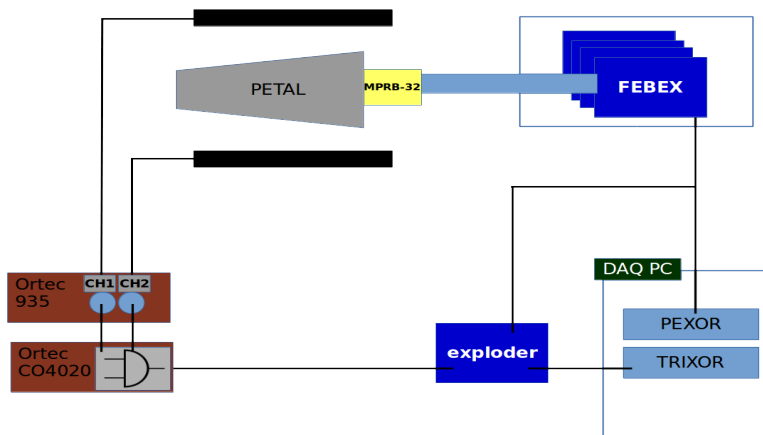 PETAL
MPRB-32
FEBEX
Ortec
935
CH1
CH2
DAQ PC
PEXOR
exploder
Ortec
CO4020
TRIXOR